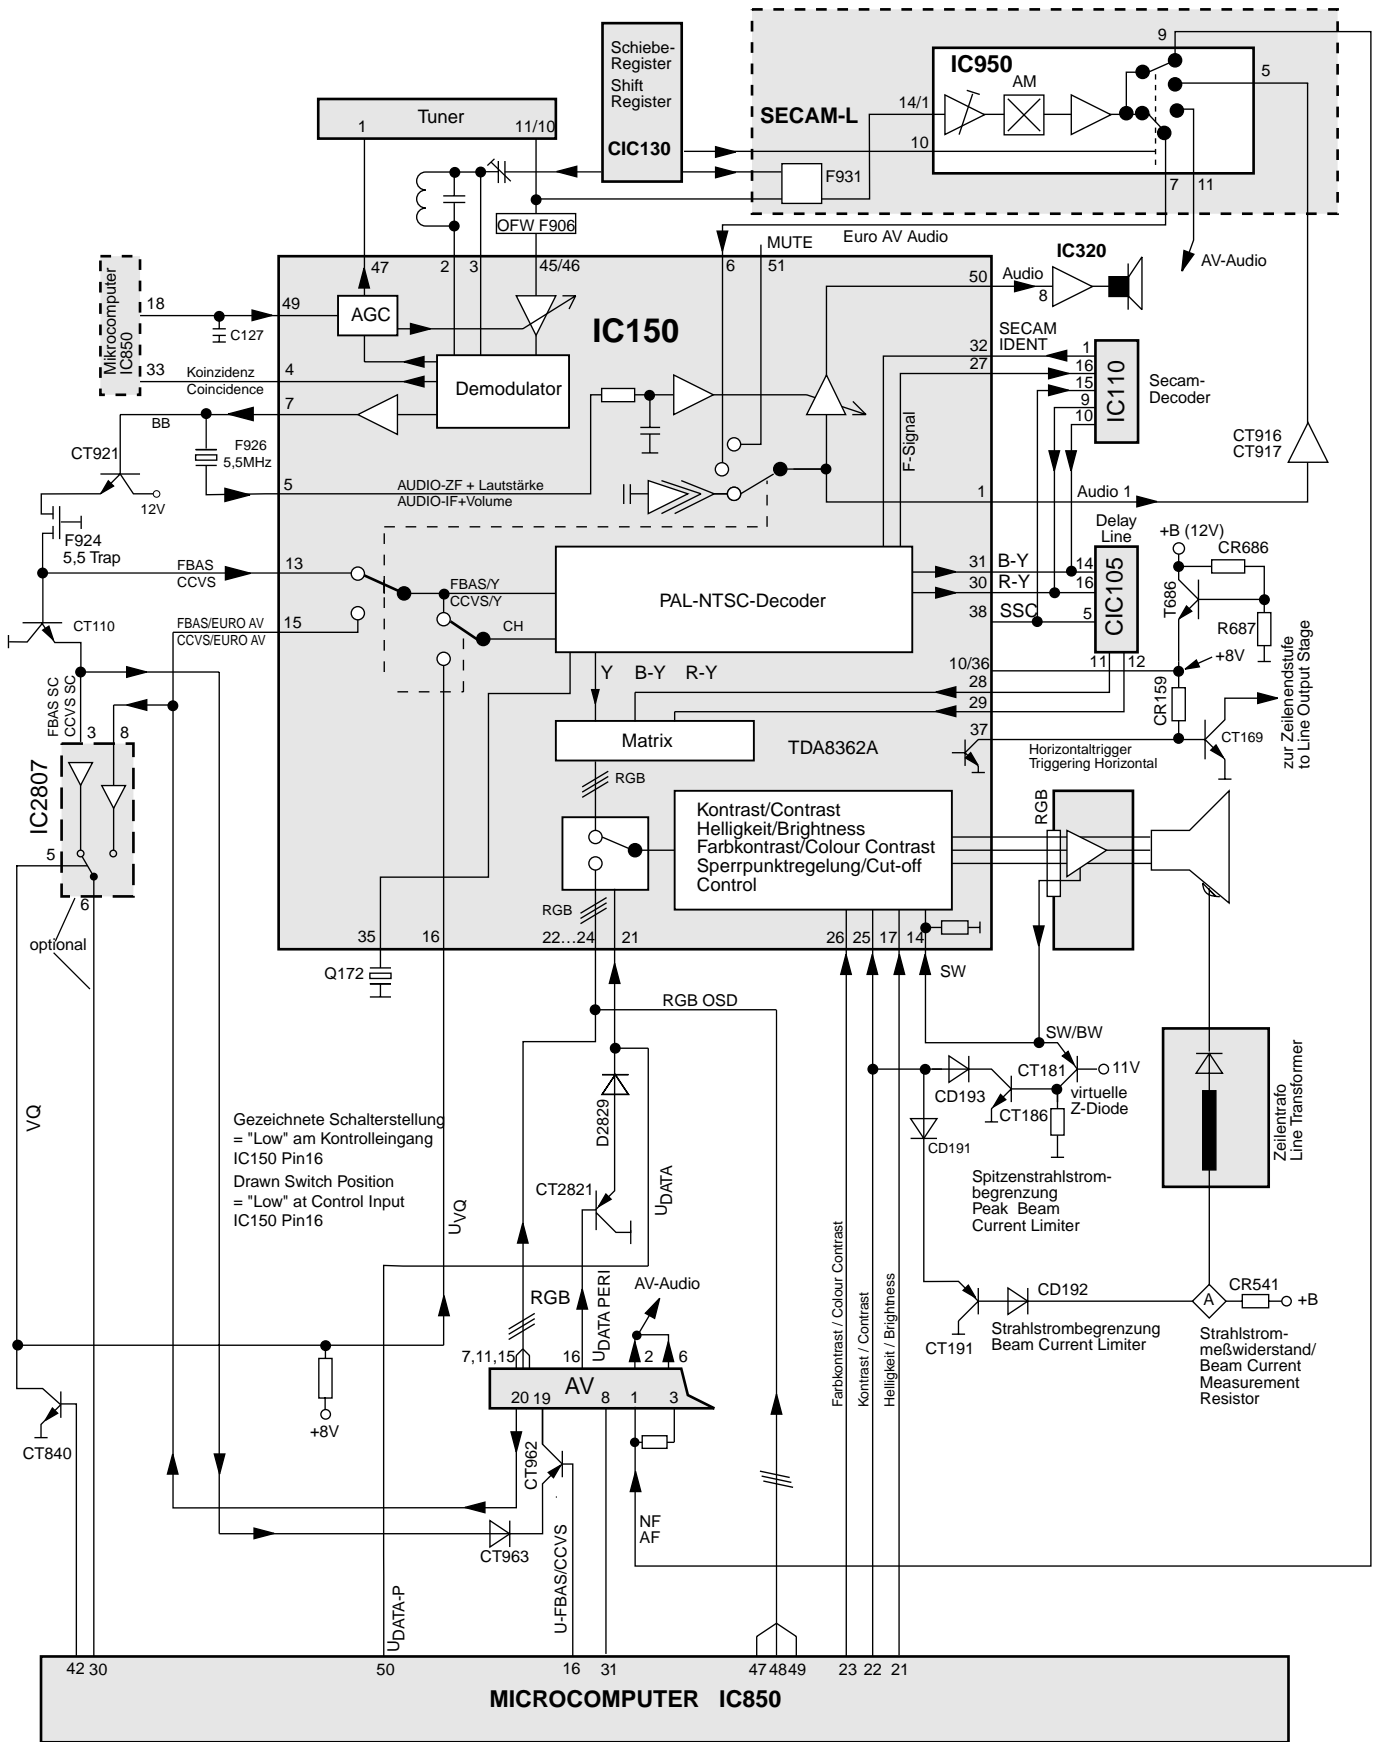 Schiebe-
Register
Shift
Register
CIC130
SECAM-L
IC950
AM
9
5
14/1
10
7
11
F931
Tuner
1
11/10
OFW F906
MUTE
Euro AV Audio
IC320
AV-Audio
Mikrocomputer
IC850
18
33
C127
Koinzidenz
Coincidence
47
2
3
45/46
6
51
49
4
7
5
AGC
Demodulator
IC150
50
Audio
8
SECAM
IDENT
32
27
1
16
15
9
10
IC110
Secam-
Decoder
BB
F926
5,5MHz
CT921
12V
F924
5,5 Trap
AUDIO-ZF + Lautstärke
AUDIO-IF+Volume
F-Signal
1
Audio 1
CT916
CT917
FBAS
CCVS
13
FBAS/Y
CCVS/Y
CH
PAL-NTSC-Decoder
31
B-Y
14
30
R-Y
16
38
SSC
5
Delay
Line
CIC105
11
12
+B (12V)
CR686
T686
R687
+8V
CR159
CT110
FBAS/EURO AV
CCVS/EURO AV
15
10/36
28
29
37
Y
B-Y
R-Y
Matrix
TDA8362A
CT169
Horizontaltrigger
Triggering Horizontal
zur Zeilenendstufe
to Line Output Stage
FBAS SC
CCVS SC
3
8
IC2807
5
6
optional
RGB
Kontrast/Contrast
Helligkeit/Brightness
Farbkontrast/Colour Contrast
Sperrpunktregelung/Cut-off
Control
RGB
RGB
35
16
22...24
21
26
25
17
14
Q172
SW
RGB OSD
SW/BW
CT181
11V
virtuelle
Z-Diode
CD193
CT186
CD191
Spitzenstrahlstrom-
begrenzung
Peak Beam
Current Limiter
Zeilentrafo
Line Transformer
VQ
Gezeichnete Schalterstellung
= "Low" am Kontrolleingang
IC150 Pin16
Drawn Switch Position
= "Low" at Control Input
IC150 Pin16
UVQ
D2829
CT2821
UDATA
UDATA PERI
RGB
AV-Audio
CD192
CT191
Strahlstrombegrenzung
Beam Current Limiter
A
CR541
+B
Strahlstrom-
meßwiderstand/
Beam Current
Measurement
Resistor
Farbkontrast / Colour Contrast
Kontrast / Contrast
Helligkeit / Brightness
7,11,15
16
2
6
AV
20
19
8
1
3
+8V
CT840
CT962
CT963
NF
AF
U-FBAS/CCVS
UDATA-P
42
30
50
16
31
47
48
49
23
22
21
MICROCOMPUTER IC850